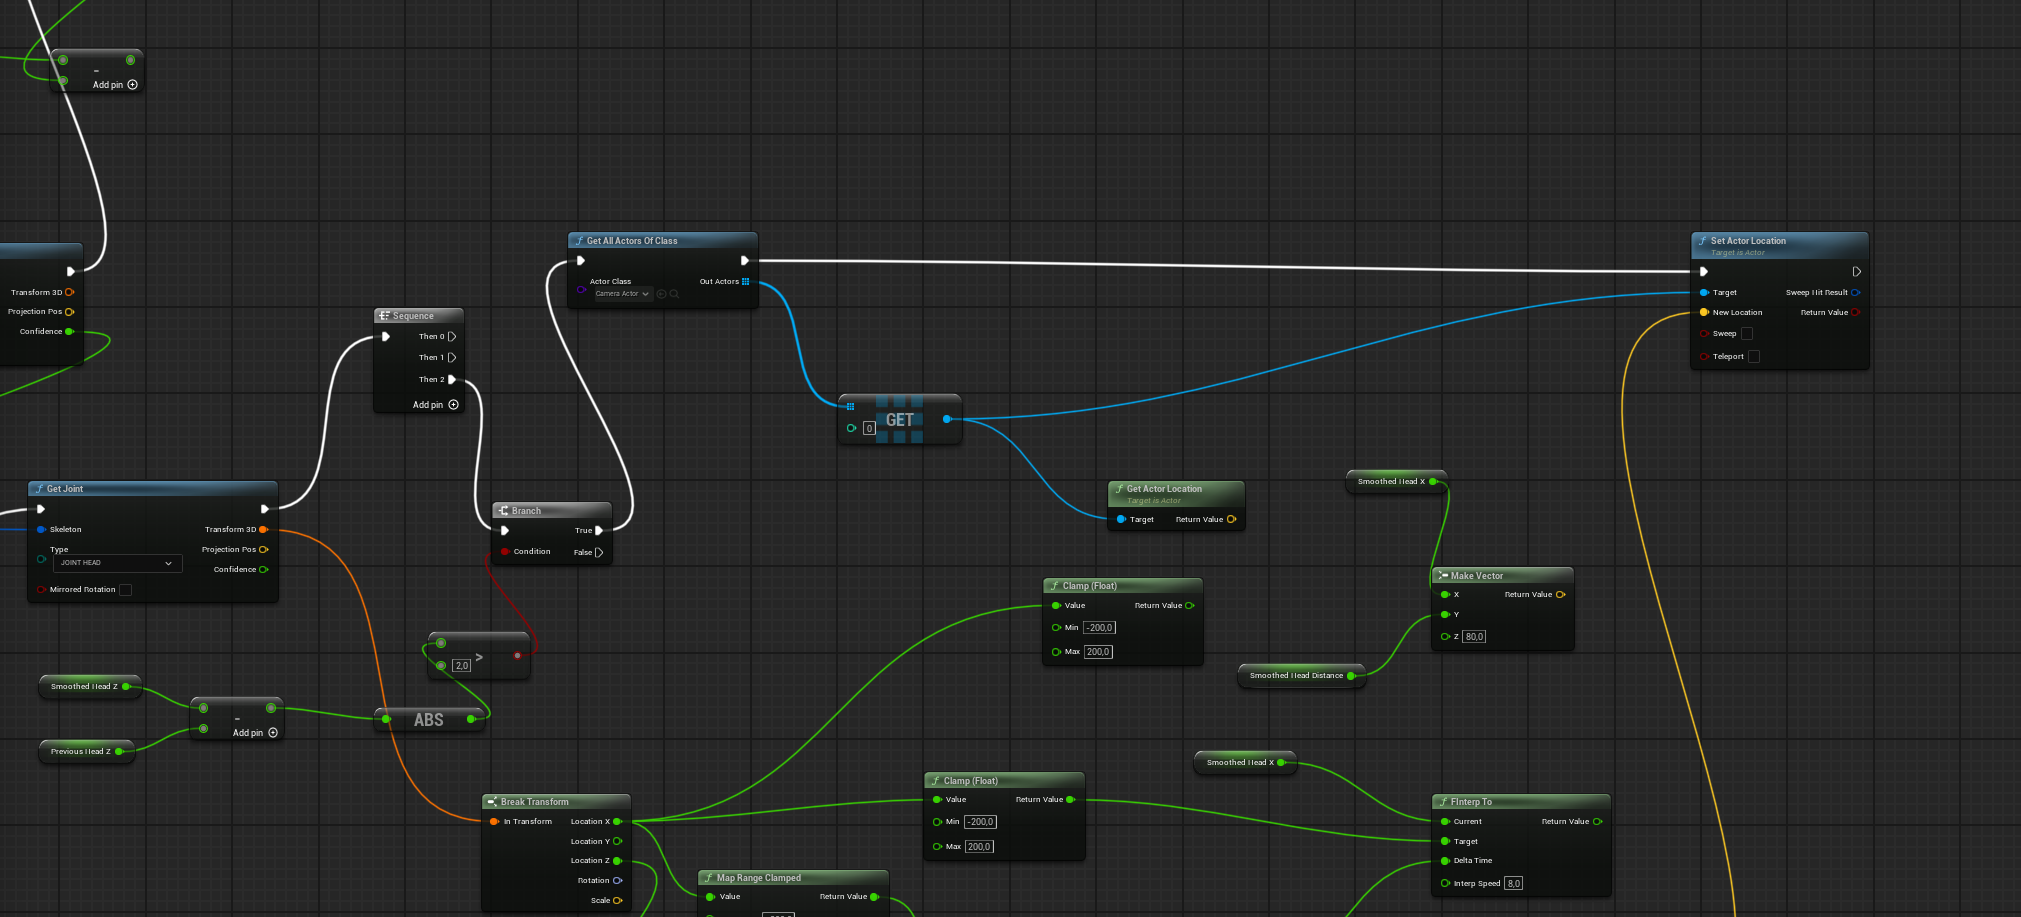 -
Add pin
Transform 3D
Projection Pos
Confidence
Get All Actors Of Class
Actor Class
Camera Actor
Out Actors
Set Actor Location
Target is Actor
Target
Sweep Hit Result
New Location
Return Value
Sweep
Teleport
Sequence
Then 0
Then 1
Then 2
Add pin
0
GET
Get Joint
Skeleton
Transform 3D
Type
JOINT HEAD
Projection Pos
Confidence
Mirrored Rotation
Branch
True
Condition
False
Get Actor Location
Target is Actor
Target
Return Value
Smoothed Head X
Make Vector
X
Return Value
Y
Z 80,0
Clamp (Float)
Value
Return Value
Min -200,0
Max 200,0
2,0
>
Smoothed Head Distance
Smoothed Head Z
-
Add pin
ABS
Previous Head Z
Smoothed Head X
Clamp (Float)
Value
Return Value
Min -200,0
Max 200,0
Break Transform
In Transform
Location X
Location Y
Location Z
Rotation
Scale
FInterp To
Current
Return Value
Target
Delta Time
Interp Speed 8,0
Map Range Clamped
Value
Return Value